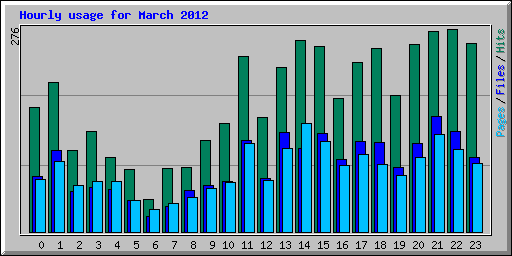 Hourly usage for March 2012
276
Pages/Files/Hits
0 1 2 3 4 5 6 7 8 9 10 11 12 13 14 15 16 17 18 19 20 21 22 23